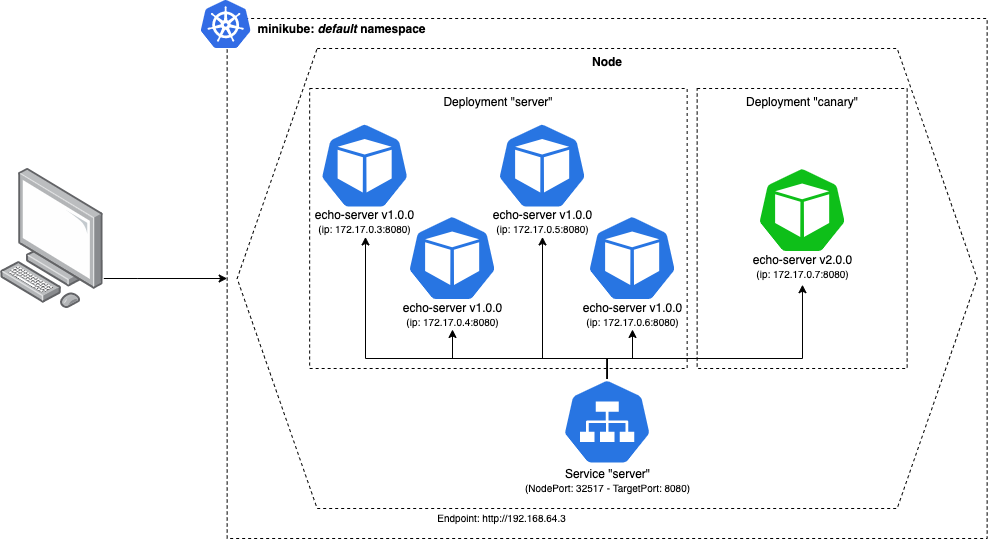 minikube: default namespace
Node
Deployment "server"
Deployment "canary"
echo-server v1.0.0
(ip: 172.17.0.3:8080)
echo-server v1.0.0
(ip: 172.17.0.5:8080)
echo-server v2.0.0
(ip: 172.17.0.7:8080)
echo-server v1.0.0
(ip: 172.17.0.4:8080)
echo-server v1.0.0
(ip: 172.17.0.6:8080)
Service "server"
(NodePort: 32517 - TargetPort: 8080)
Endpoint: http://192.168.64.3